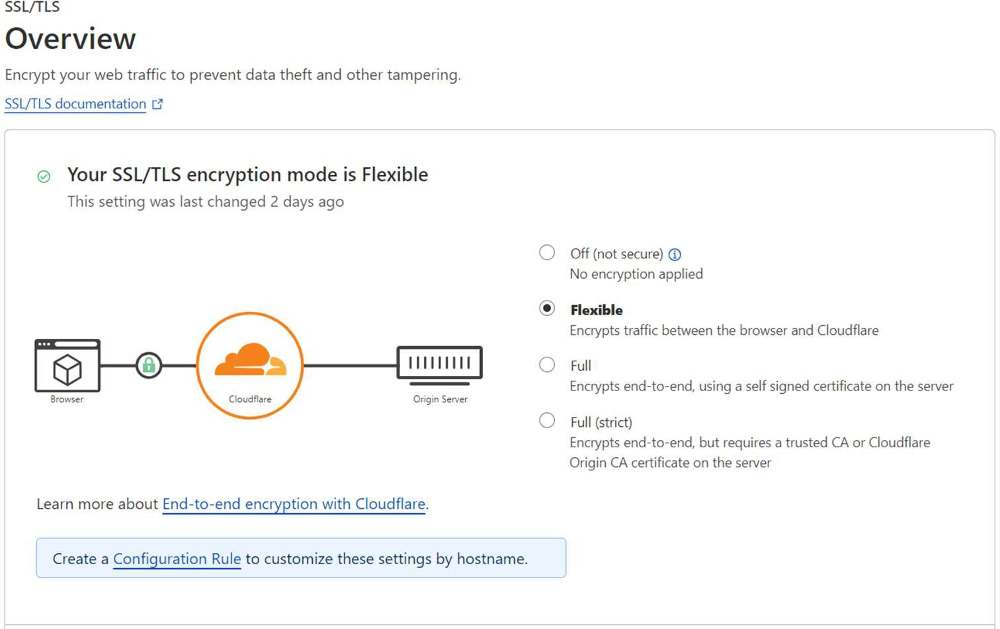 SSL/TLS
Overview
Encrypt your web traffic to prevent data theft and other tampering.
SSL/TLS documentation
Your SSL/TLS encryption mode is Flexible
This setting was last changed 2 days ago
Off (not secure)
No encryption applied
Flexible
Encrypts traffic between the browser and Cloudflare
Full
Encrypts end-to-end, using a self signed certificate on the server
Full (strict)
Encrypts end-to-end, but requires a trusted CA or Cloudflare
Origin CA certificate on the server
Browser
Cloudflare
Origin Server
Learn more about End-to-end encryption with Cloudflare.
Create a Configuration Rule to customize these settings by hostname.